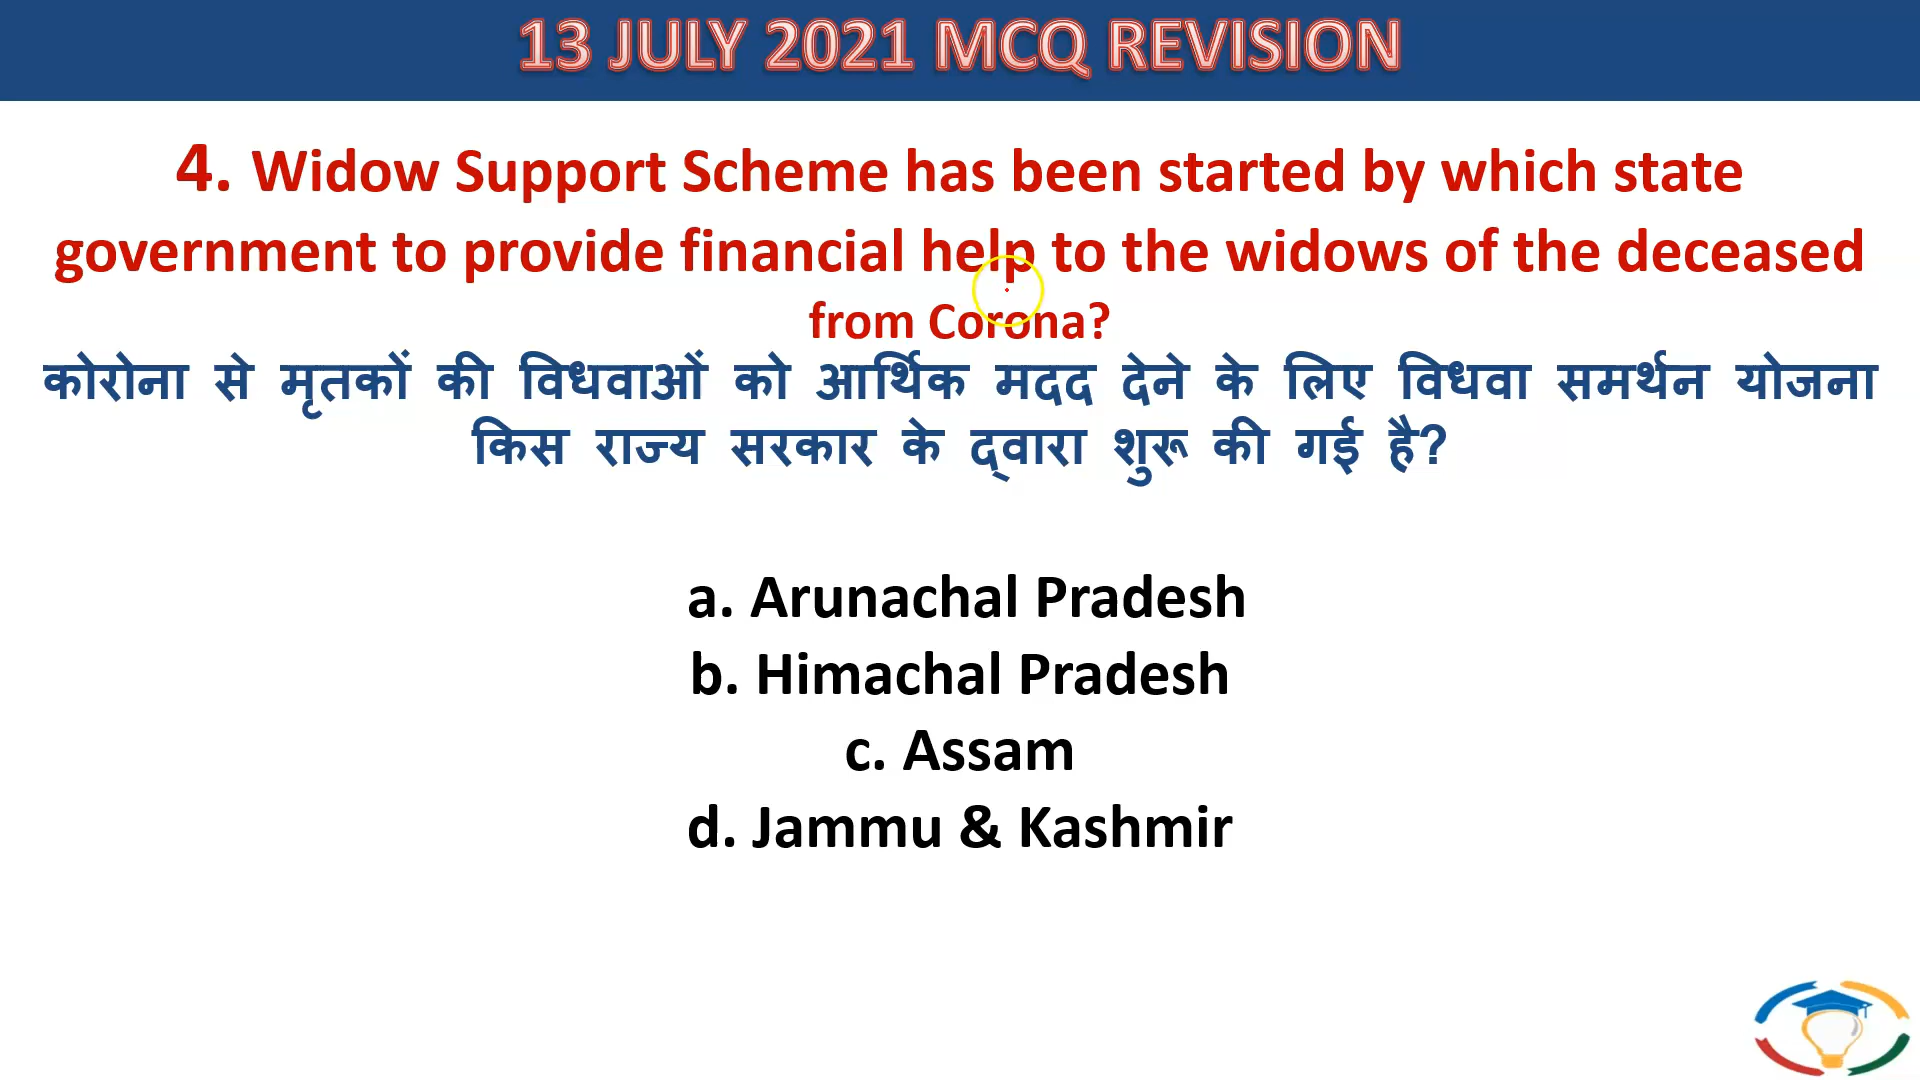 13 JULY 2021 MCQ REVISION
4. Widow Support Scheme has been started by which state
government to provide financial help to the widows of the deceased
from Corona?
कोरोना से मृतकों की विधवाओं को आर्थिक मदद देने के लिए विधवा समर्थन योजना
किस राज्य सरकार के द्वारा शुरू की गई है?
a. Arunachal Pradesh
b. Himachal Pradesh
c. Assam
d. Jammu & Kashmir